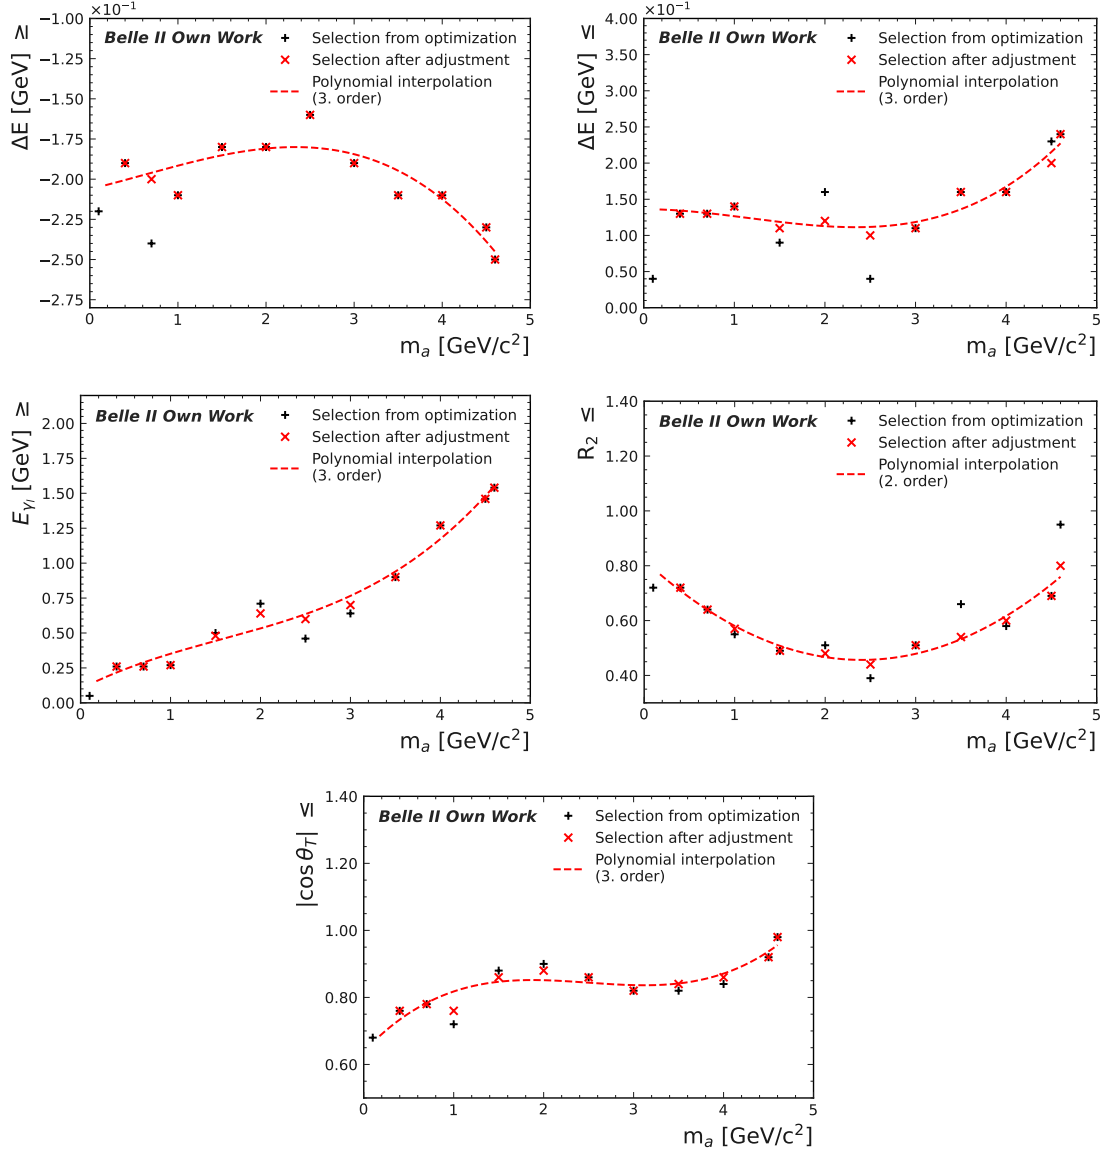 ×10⁻¹
−1.00
−1.25
−1.50
−1.75
−2.00
−2.25
−2.50
−2.75
ΔE [GeV] ≥
Belle II Own Work
Selection from optimization
Selection after adjustment
Polynomial interpolation
(3. order)
0 1 2 3 4 5
mₐ [GeV/c²]
×10⁻¹
4.00
3.50
3.00
2.50
2.00
1.50
1.00
0.50
0.00
ΔE [GeV] ≤
Belle II Own Work
Selection from optimization
Selection after adjustment
Polynomial interpolation
(3. order)
0 1 2 3 4 5
mₐ [GeV/c²]
2.00
1.75
1.50
1.25
1.00
0.75
0.50
0.25
0.00
E_γₗ [GeV] ≥
Belle II Own Work
Selection from optimization
Selection after adjustment
Polynomial interpolation
(3. order)
0 1 2 3 4 5
mₐ [GeV/c²]
1.40
1.20
1.00
0.80
0.60
0.40
R₂ ≤
Belle II Own Work
Selection from optimization
Selection after adjustment
Polynomial interpolation
(2. order)
0 1 2 3 4 5
mₐ [GeV/c²]
1.40
1.20
1.00
0.80
0.60
|cosθ_T| ≤
Belle II Own Work
Selection from optimization
Selection after adjustment
Polynomial interpolation
(3. order)
0 1 2 3 4 5
mₐ [GeV/c²]